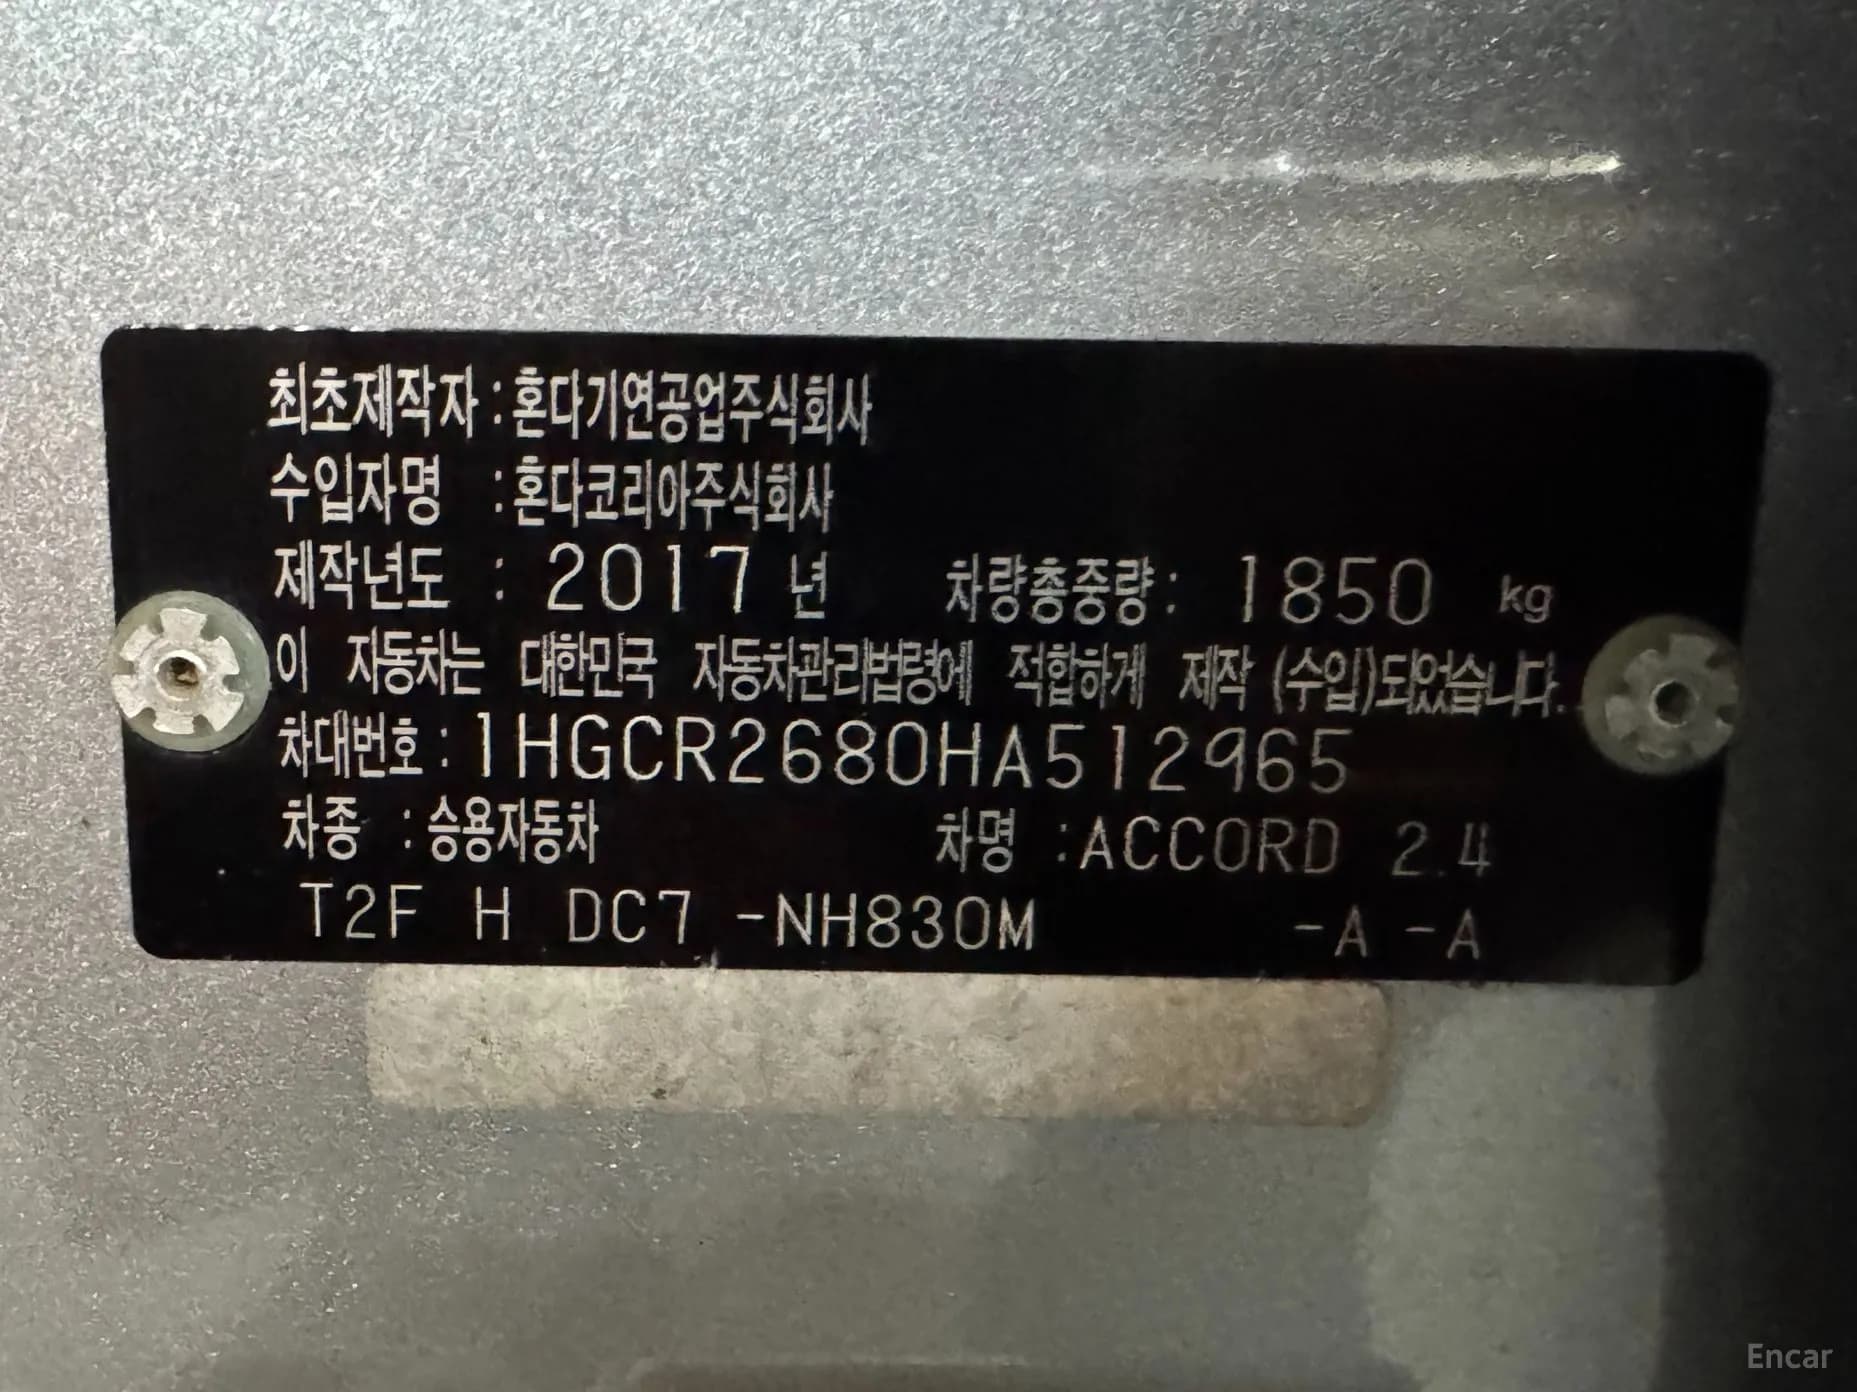 최초제작자 : 혼다기연공업주식회사
수입자명 : 혼다코리아주식회사
제작년도 : 2017 년 차량총중량 : 1850 kg
이 자동차는 대한민국 자동차관리법령에 적합하게 제작 (수입)되었습니다.
차대번호 : 1HGCR2680HA512965
차종 : 승용자동차 차명 : ACCORD 2.4
T2F H DC7 -NH830M -A -A
Encar